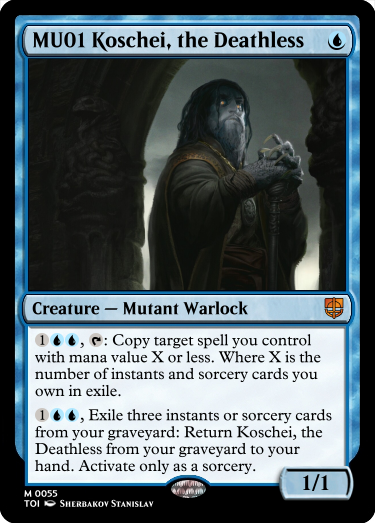 MU01 Koschei, the Deathless
Creature — Mutant Warlock
1, : Copy target spell you control
with mana value X or less. Where X is the
number of instants and sorcery cards you
own in exile.
1, Exile three instants or sorcery cards
from your graveyard: Return Koschei, the
Deathless from your graveyard to your
hand. Activate only as a sorcery.
1/1
M 0055
TOI Sherbakov Stanislav